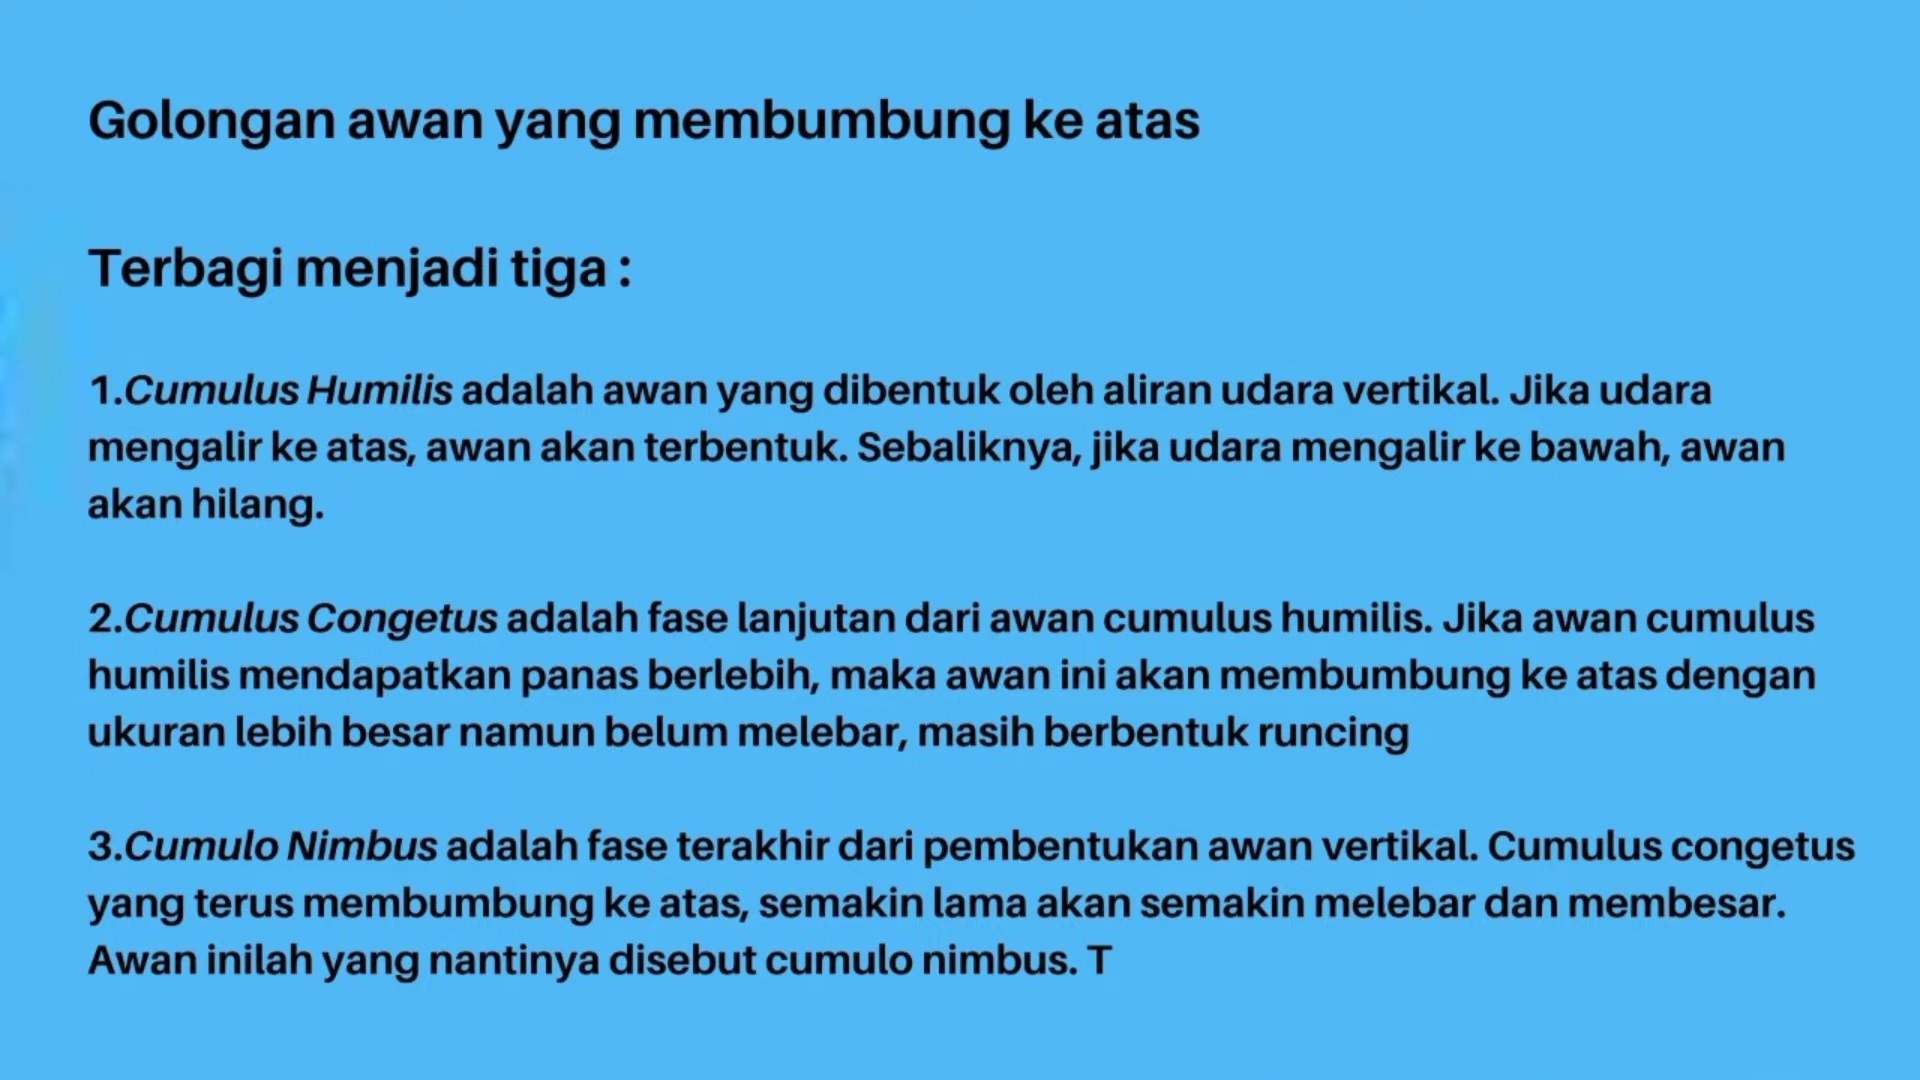 Golongan awan yang membumbung ke atas
Terbagi menjadi tiga :
1.Cumulus Humilis adalah awan yang dibentuk oleh aliran udara vertikal. Jika udara
mengalir ke atas, awan akan terbentuk. Sebaliknya, jika udara mengalir ke bawah, awan
akan hilang.
2.Cumulus Congetus adalah fase lanjutan dari awan cumulus humilis. Jika awan cumulus
humilis mendapatkan panas berlebih, maka awan ini akan membumbung ke atas dengan
ukuran lebih besar namun belum melebar, masih berbentuk runcing
3.Cumulo Nimbus adalah fase terakhir dari pembentukan awan vertikal. Cumulus congetus
yang terus membumbung ke atas, semakin lama akan semakin melebar dan membesar.
Awan inilah yang nantinya disebut cumulo nimbus. T